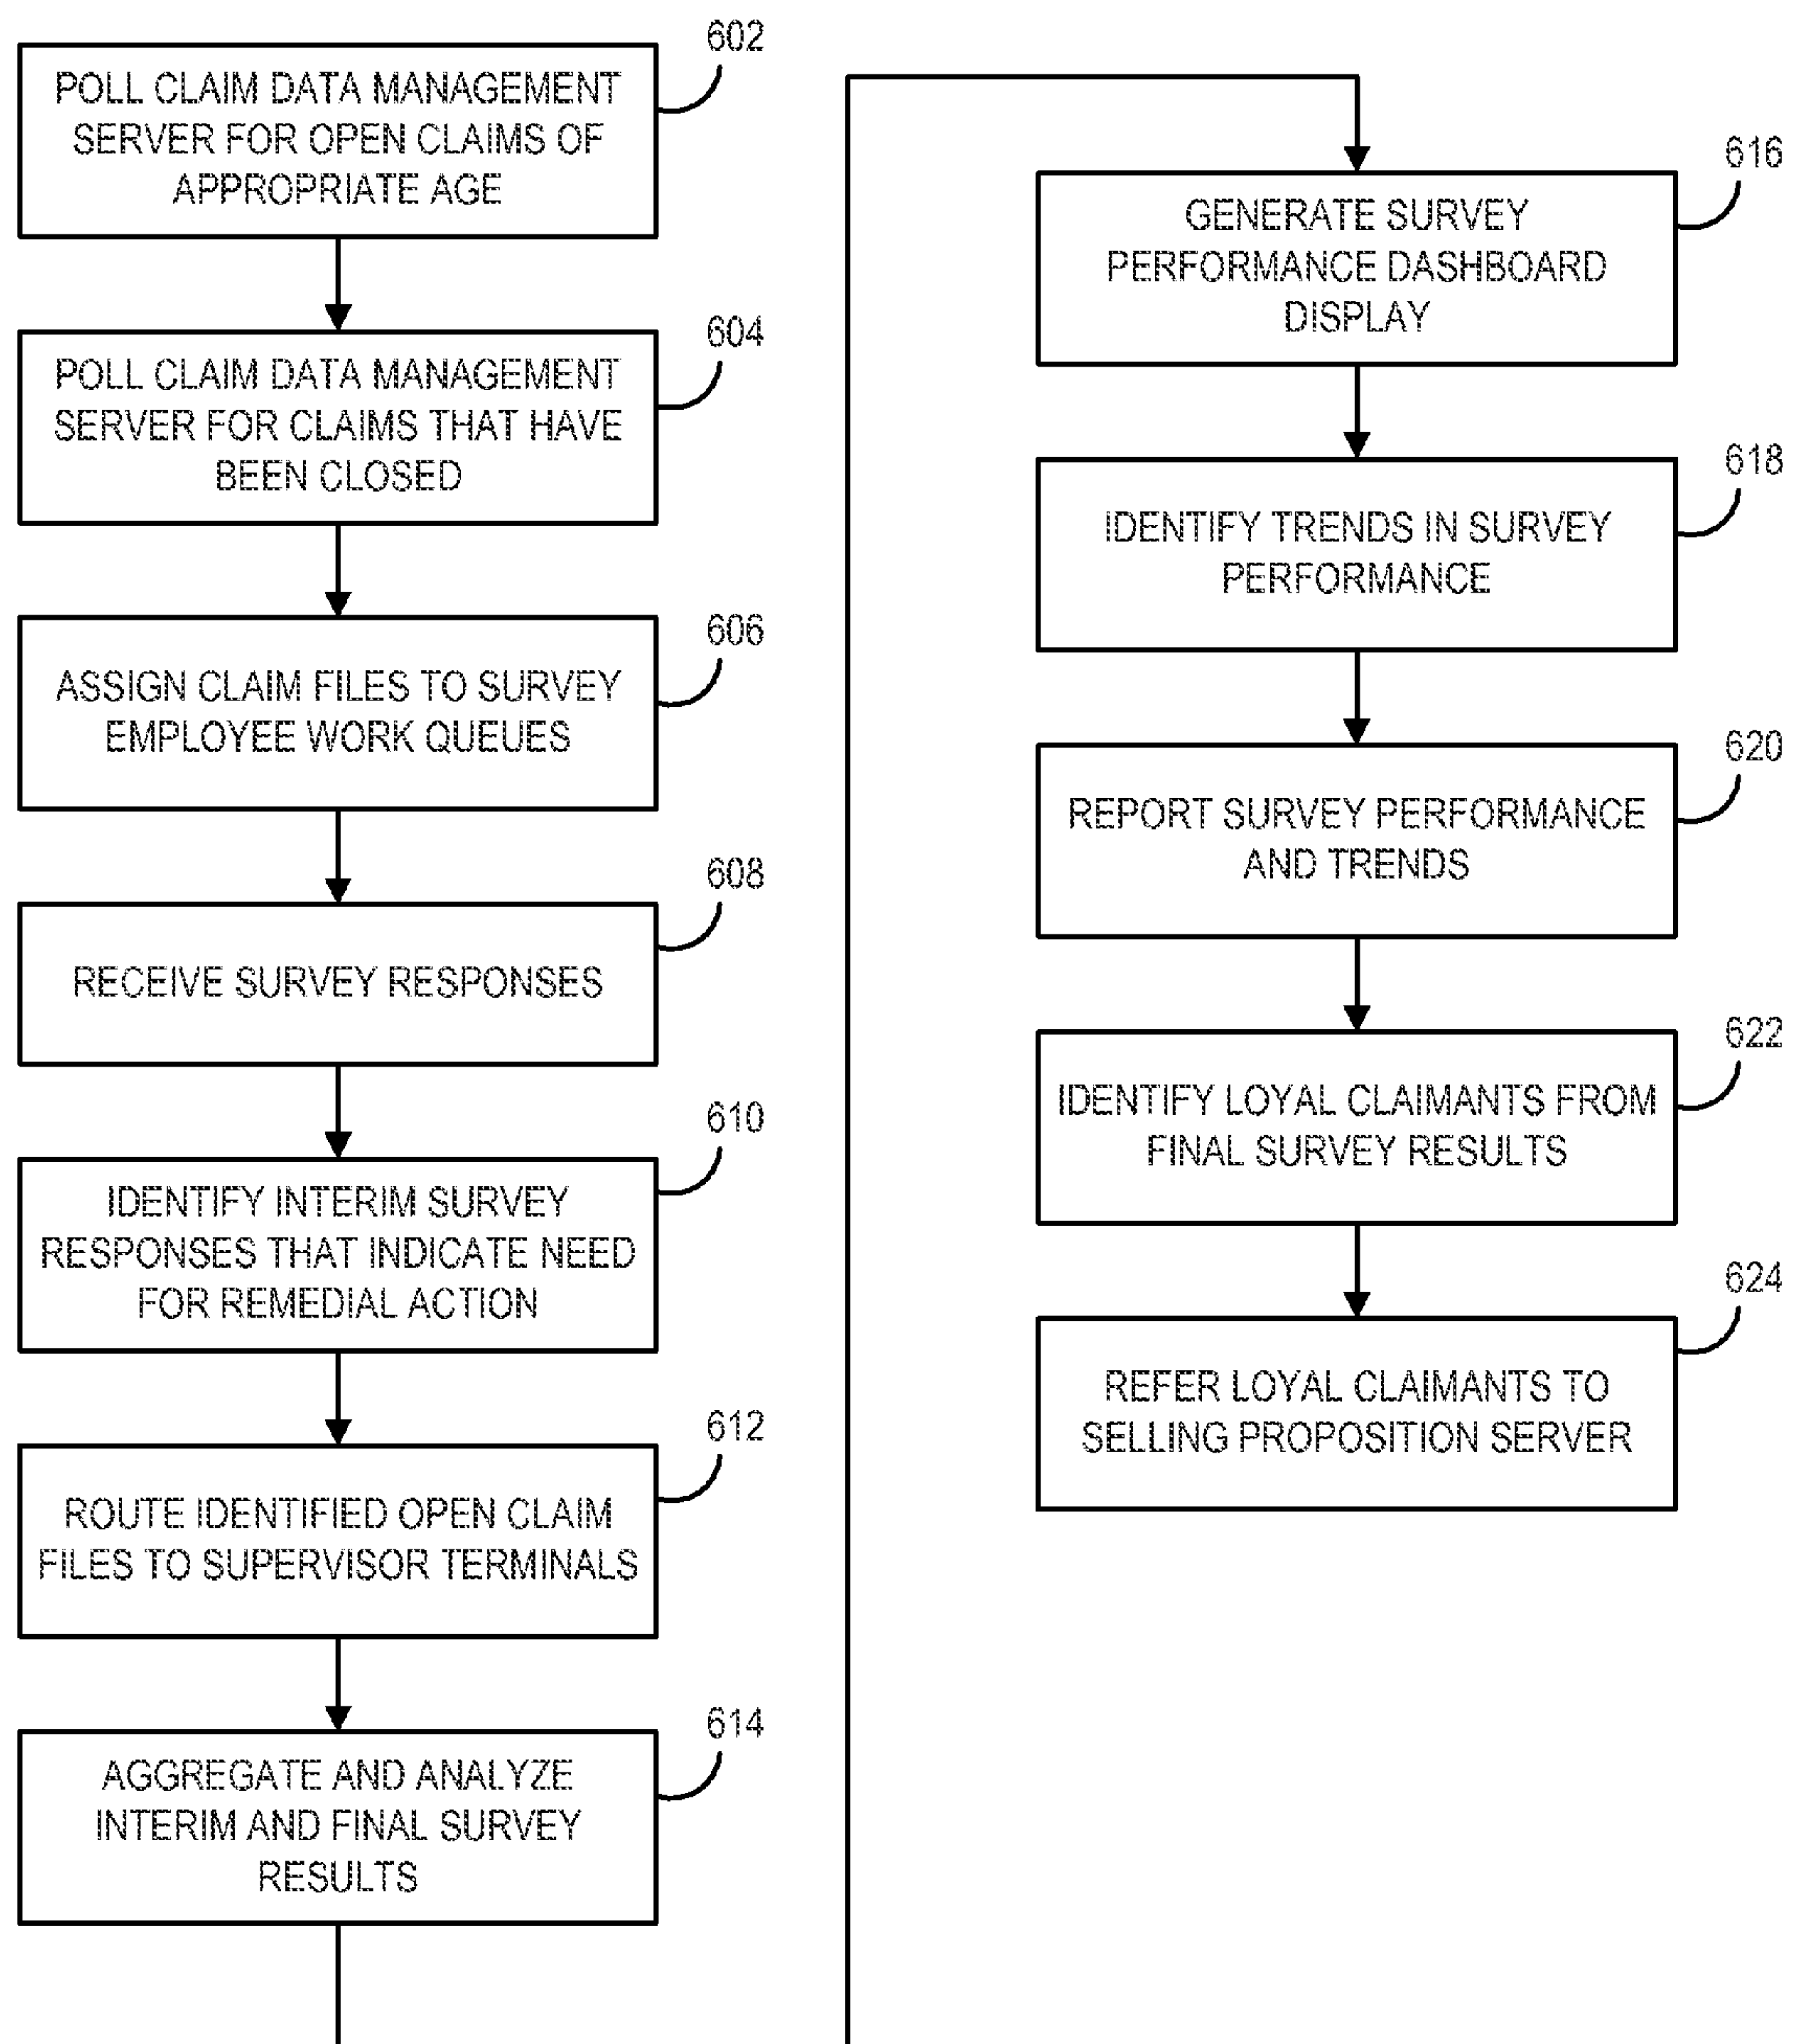 602
POLL CLAIM DATA MANAGEMENT
SERVER FOR OPEN CLAIMS OF
APPROPRIATE AGE
604
POLL CLAIM DATA MANAGEMENT
SERVER FOR CLAIMS THAT HAVE
BEEN CLOSED
606
ASSIGN CLAIM FILES TO SURVEY
EMPLOYEE WORK QUEUES
608
RECEIVE SURVEY RESPONSES
610
IDENTIFY INTERIM SURVEY
RESPONSES THAT INDICATE NEED
FOR REMEDIAL ACTION
612
ROUTE IDENTIFIED OPEN CLAIM
FILES TO SUPERVISOR TERMINALS
614
AGGREGATE AND ANALYZE
INTERIM AND FINAL SURVEY
RESULTS
616
GENERATE SURVEY
PERFORMANCE DASHBOARD
DISPLAY
618
IDENTIFY TRENDS IN SURVEY
PERFORMANCE
620
REPORT SURVEY PERFORMANCE
AND TRENDS
622
IDENTIFY LOYAL CLAIMANTS FROM
FINAL SURVEY RESULTS
624
REFER LOYAL CLAIMANTS TO
SELLING PROPOSITION SERVER